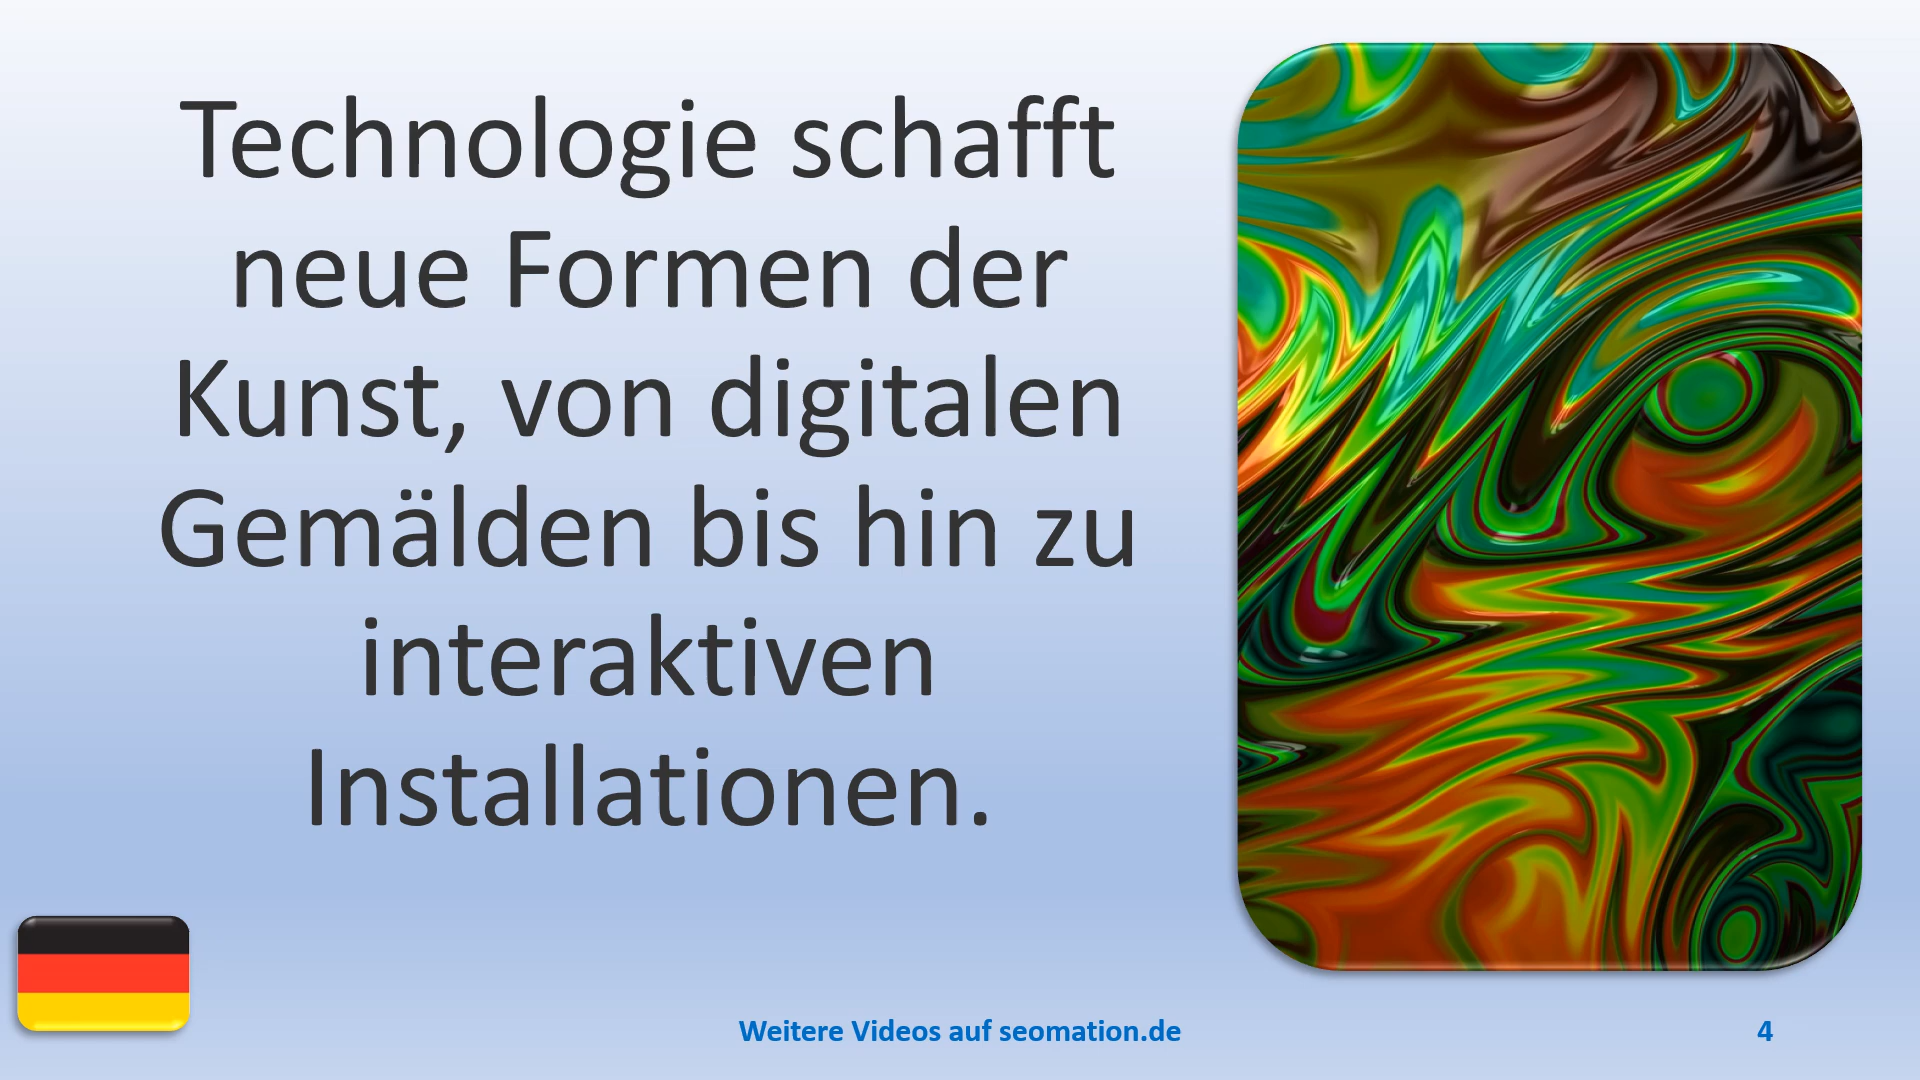 Technologie schafft
neue Formen der
Kunst, von digitalen
Gemälden bis hin zu
interaktiven
Installationen.
Weitere Videos auf seomation.de
4